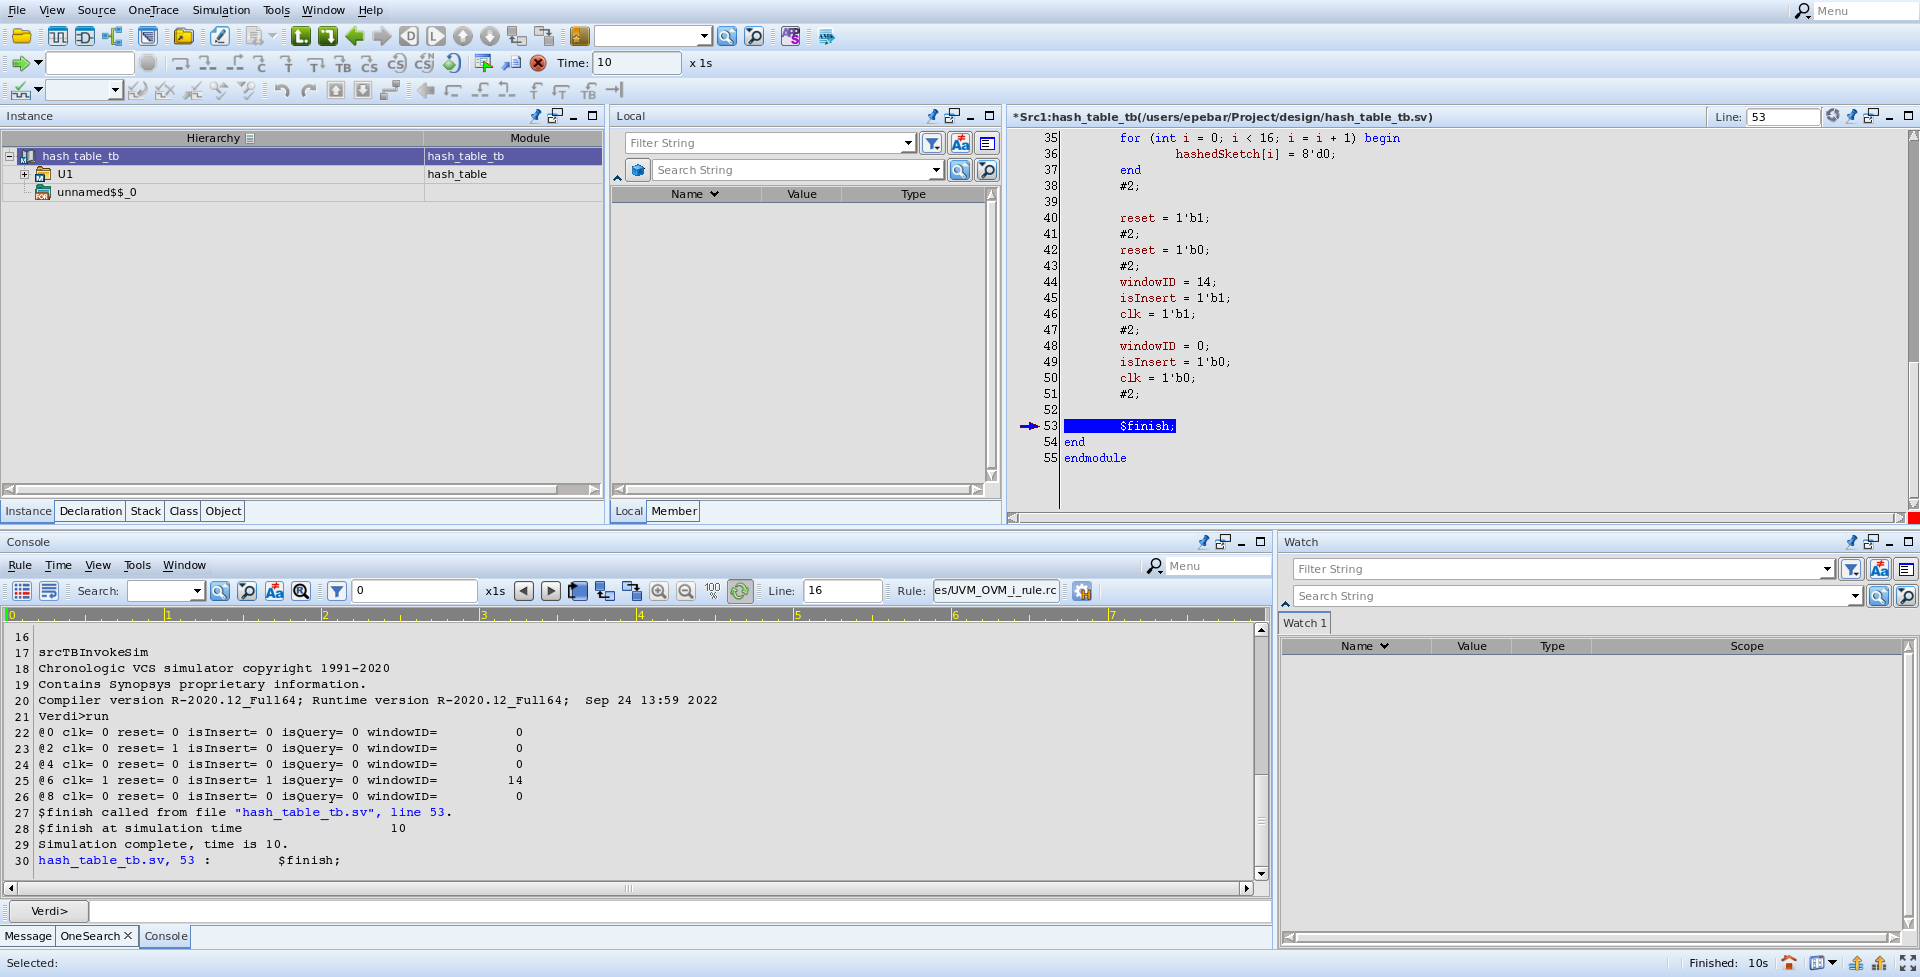 File View Source OneTrace Simulation Tools Window Help Menu
Time: 10 x 1s
Instance
Hierarchy Module
hash_table_tb hash_table_tb
U1 hash_table
unnamed$$_0
Instance Declaration Stack Class Object
Local
Filter String
Search String
Name Value Type
Local Member
*Src1:hash_table_tb(/users/epebar/Project/design/hash_table_tb.sv) Line: 53
35 for (int i = 0; i < 16; i = i + 1) begin
36 hashedSketch[i] = 8'd0;
37 end
38 #2;
39
40 reset = 1'b1;
41 #2;
42 reset = 1'b0;
43 #2;
44 windowID = 14;
45 isInsert = 1'b1;
46 clk = 1'b1;
47 #2;
48 windowID = 0;
49 isInsert = 1'b0;
50 clk = 1'b0;
51 #2;
52
53 $finish;
54 end
55 endmodule
Console
Rule Time View Tools Window Menu
Search: 0 x1s 100% Line: 16 Rule: es/UVM_OVM_i_rule.rc
0 1 2 3 4 5 6 7
16
17 srcTBInvokeSim
18 Chronologic VCS simulator copyright 1991-2020
19 Contains Synopsys proprietary information.
20 Compiler version R-2020.12_Full64; Runtime version R-2020.12_Full64; Sep 24 13:59 2022
21 Verdi>run
22 @0 clk= 0 reset= 0 isInsert= 0 isQuery= 0 windowID= 0
23 @2 clk= 0 reset= 1 isInsert= 0 isQuery= 0 windowID= 0
24 @4 clk= 0 reset= 0 isInsert= 0 isQuery= 0 windowID= 0
25 @6 clk= 1 reset= 0 isInsert= 1 isQuery= 0 windowID= 14
26 @8 clk= 0 reset= 0 isInsert= 0 isQuery= 0 windowID= 0
27 $finish called from file "hash_table_tb.sv", line 53.
28 $finish at simulation time 10
29 Simulation complete, time is 10.
30 hash_table_tb.sv, 53 : $finish;
Verdi>
Message OneSearch Console
Watch
Filter String
Search String
Watch 1
Name Value Type Scope
Selected: Finished: 10s